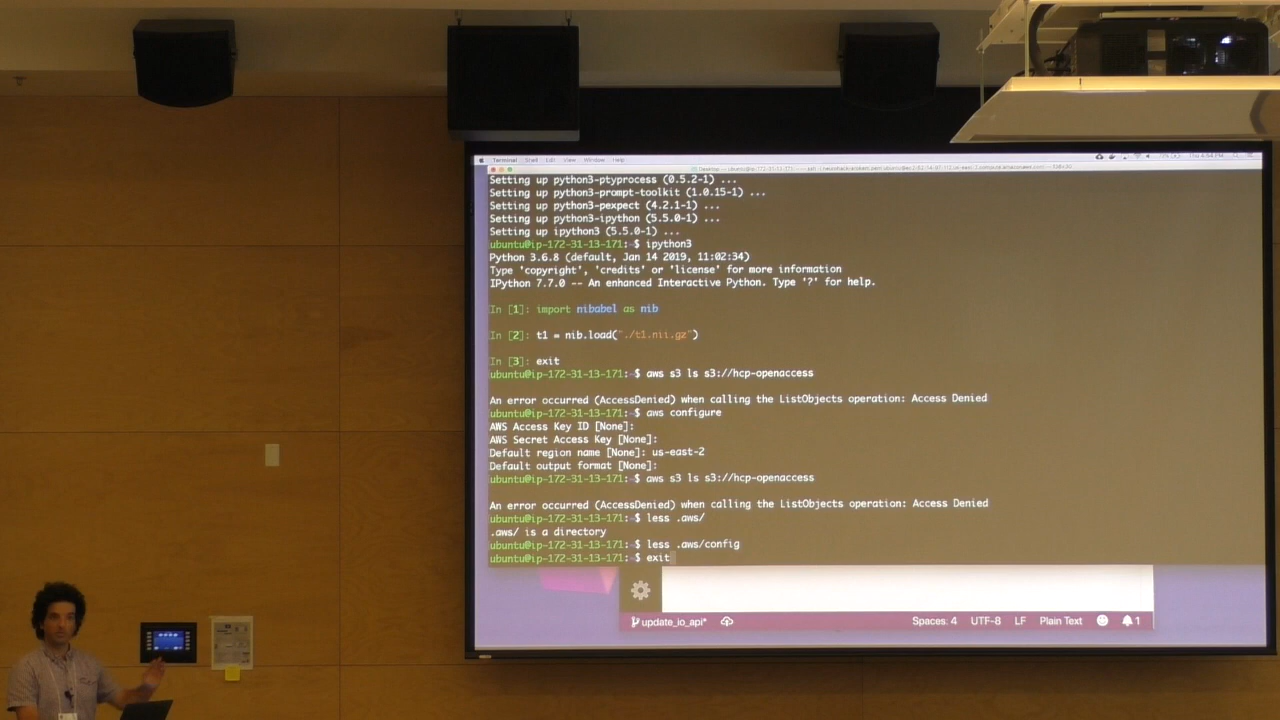 Terminal Shell Edit View Window Help
Setting up python3-ptyprocess (0.5.2-1) ...
Setting up python3-prompt-toolkit (1.0.15-1) ...
Setting up python3-pexpect (4.2.1-1) ...
Setting up python3-ipython (5.5.0-1) ...
Setting up ipython3 (5.5.0-1) ...
ubuntu@ip-172-31-13-171:~$ ipython3
Python 3.6.8 (default, Jan 14 2019, 11:02:34)
Type 'copyright', 'credits' or 'license' for more information
IPython 7.7.0 -- An enhanced Interactive Python. Type '?' for help.
In [1]: import nibabel as nib
In [2]: t1 = nib.load("./t1.nii.gz")
In [3]: exit
ubuntu@ip-172-31-13-171:~$ aws s3 ls s3://hcp-openaccess
An error occurred (AccessDenied) when calling the ListObjects operation: Access Denied
ubuntu@ip-172-31-13-171:~$ aws configure
AWS Access Key ID [None]:
AWS Secret Access Key [None]:
Default region name [None]: us-east-2
Default output format [None]:
ubuntu@ip-172-31-13-171:~$ aws s3 ls s3://hcp-openaccess
An error occurred (AccessDenied) when calling the ListObjects operation: Access Denied
ubuntu@ip-172-31-13-171:~$ less .aws/
.aws/ is a directory
ubuntu@ip-172-31-13-171:~$ less .aws/config
ubuntu@ip-172-31-13-171:~$ exit
update_io_api* Spaces: 4 UTF-8 LF Plain Text 1